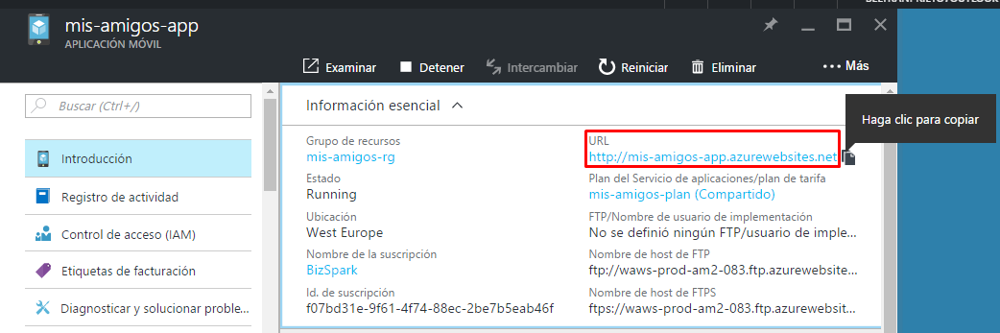 mis-amigos-app
APLICACIÓN MÓVIL
Examinar
Detener
Intercambiar
Reiniciar
Eliminar
Más
Buscar (Ctrl+/)
Introducción
Registro de actividad
Control de acceso (IAM)
Etiquetas de facturación
Diagnosticar y solucionar proble...
Información esencial
Grupo de recursos
mis-amigos-rg
Estado
Running
Ubicación
West Europe
Nombre de la suscripción
BizSpark
Id. de suscripción
f07bd31e-9f61-4f74-88ec-2be7b5eab46f
URL
http://mis-amigos-app.azurewebsites.net
Plan del Servicio de aplicaciones/plan de tarifa
mis-amigos-plan (Compartido)
FTP/Nombre de usuario de implementación
No se definió ningún FTP/usuario de imple...
Nombre de host de FTP
ftp://waws-prod-am2-083.ftp.azurewebsite...
Nombre de host de FTPS
ftps://waws-prod-am2-083.ftp.azurewebsit...
Haga clic para copiar